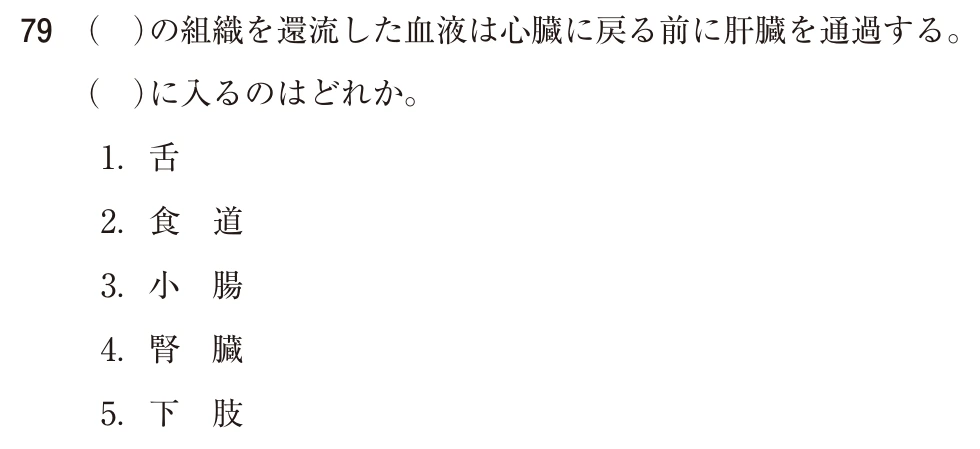 79 (　)の組織を還流した血液は心臓に戻る前に肝臓を通過する。
(　)に入るのはどれか。
1. 舌
2. 食　道
3. 小　腸
4. 腎　臓
5. 下　肢